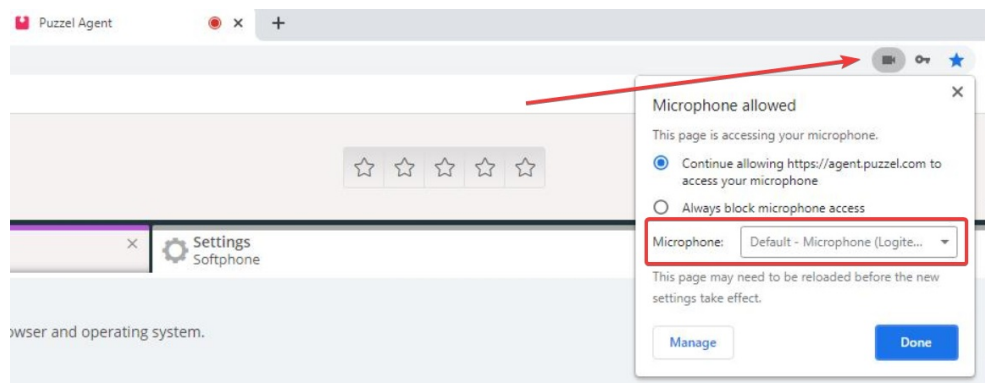 Puzzel Agent
Microphone allowed
This page is accessing your microphone.
Continue allowing https://agent.puzzel.com to
access your microphone
Always block microphone access
Settings
Softphone
Microphone: Default - Microphone (Logite...
This page may need to be reloaded before the new
settings take effect.
owser and operating system.
Manage Done